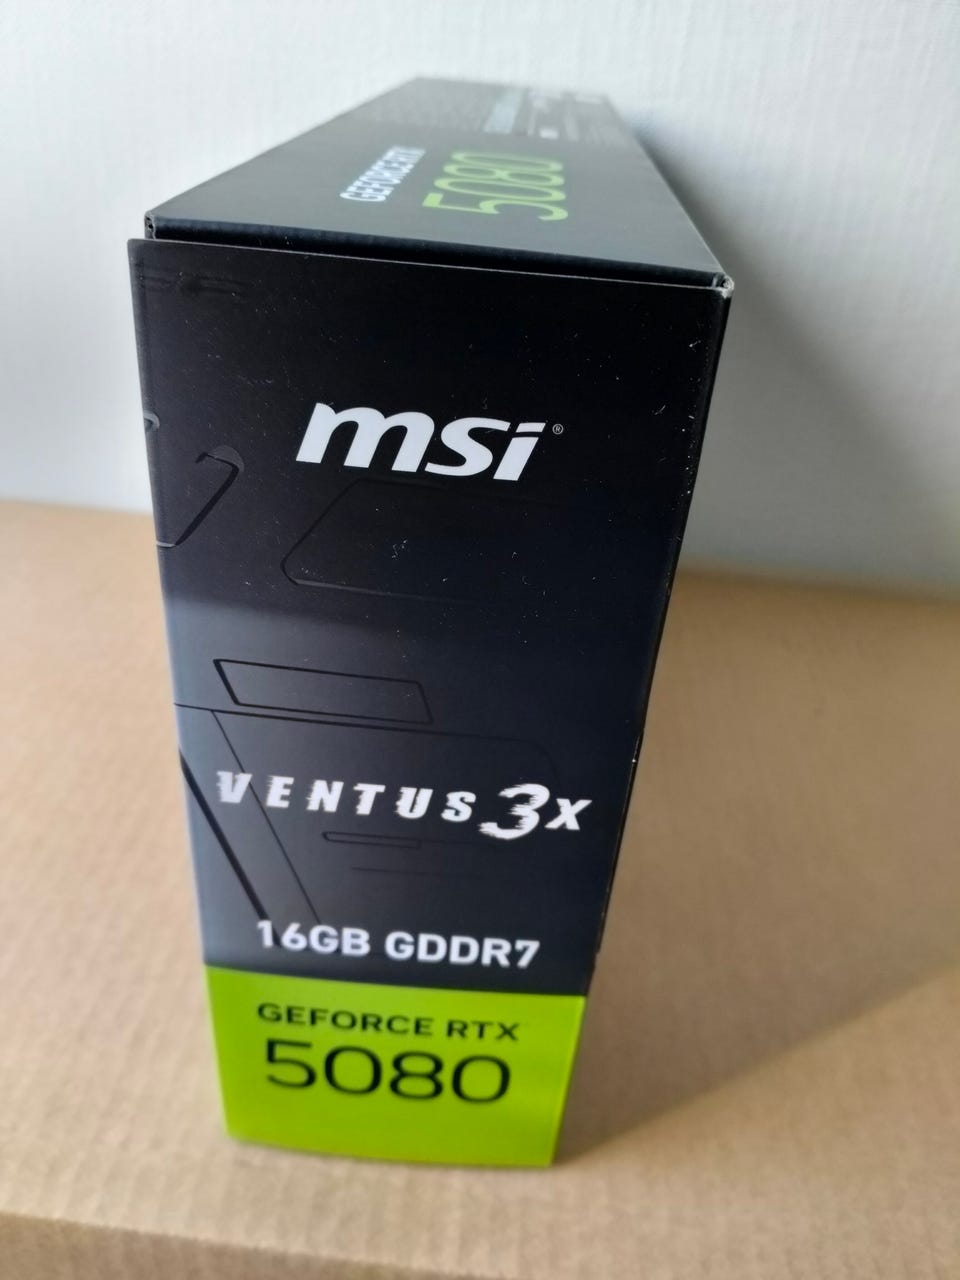 GEFORCE RTX
5080
msi®
VENTUS 3X
16GB GDDR7
GEFORCE RTX
5080